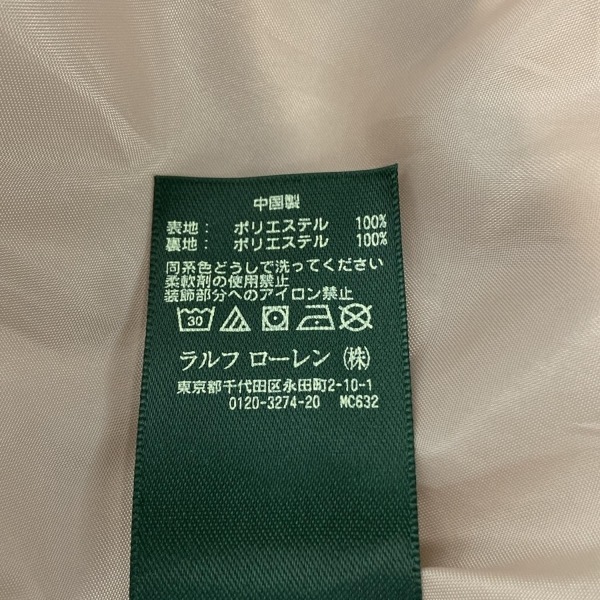 中国製
表地： ポリエステル 100%
裏地： ポリエステル 100%
同系色どうしで洗ってください
柔軟剤の使用禁止
装飾部分へのアイロン禁止
30
ラルフ ローレン （株）
東京都千代田区永田町2-10-1
0120-3274-20 MC632